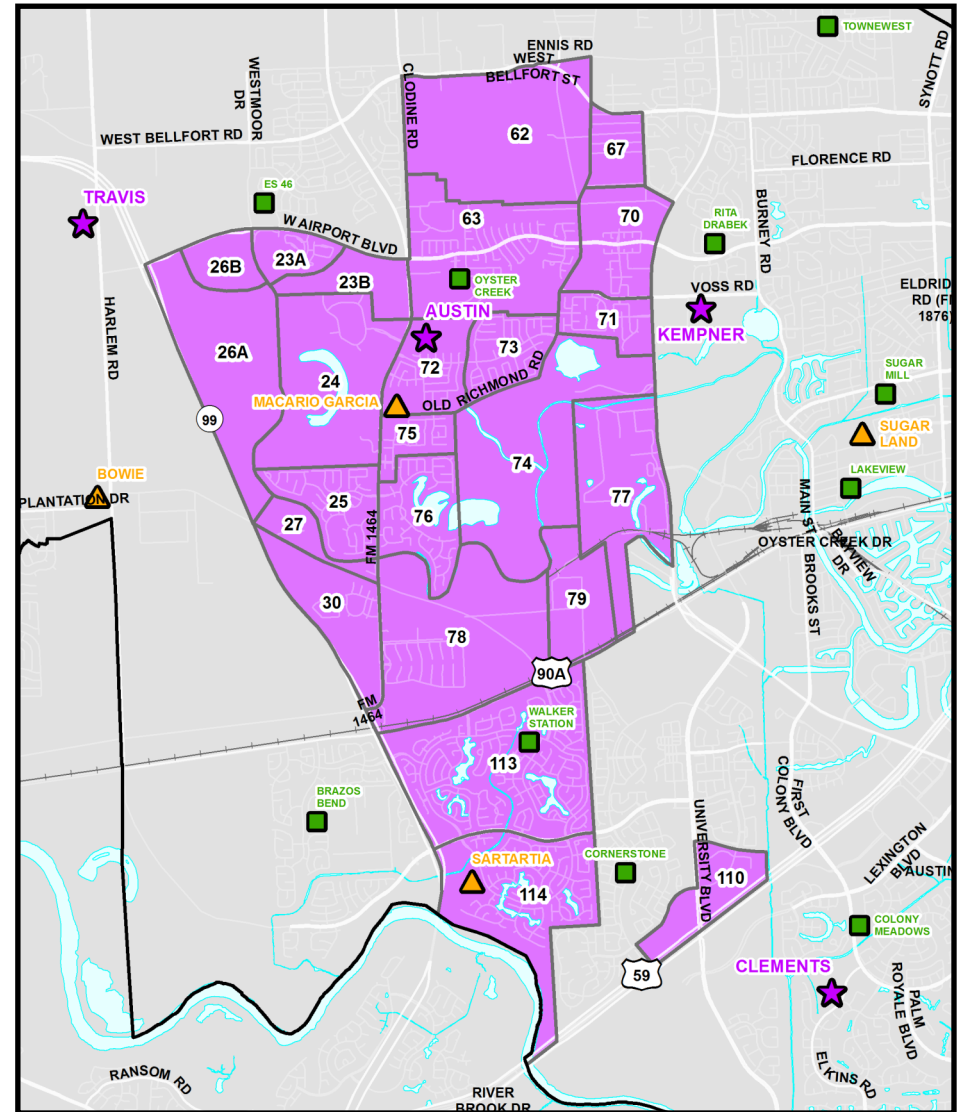 TOWNEWEST
SYNOTT RD
ENNIS RD
WEST
BELLFORT ST
CLODINE RD
WESTMOOR
DR
WEST BELLFORT RD
62
67
FLORENCE RD
TRAVIS
ES 46
W AIRPORT BLVD
63
70
RITA
DRABEK
BURNEY RD
26B
23A
23B
OYSTER
CREEK
VOSS RD
ELDRID
RD (F
1876)
AUSTIN
KEMPNER
HARLEM RD
26A
24
72
73
71
OLD RICHMOND RD
MACARIO GARCIA
SUGAR
MILL
99
75
SUGAR
LAND
74
BOWIE
PLANTATION DR
25
76
77
LAKEVIEW
27
FM 1464
MAIN ST
OYSTER CREEK DR
BAYVIEW
DR
BROOKS ST
30
79
78
90A
FM
1464
WALKER
STATION
113
BRAZOS
BEND
FIRST
COLONY BLVD
UNIVERSITY BLVD
LEXINGTON
BLVD
SARTARTIA
CORNERSTONE
110
AUSTIN
114
COLONY
MEADOWS
59
CLEMENTS
PALM
ROYALE BLVD
RANSOM RD
ELKINS RD
RIVER
BROOK DR